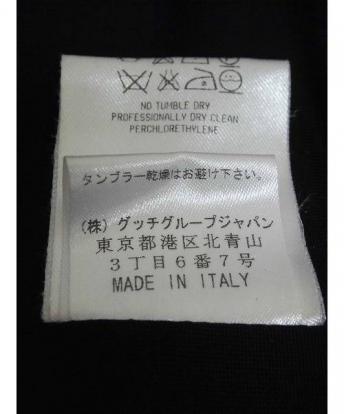 NO TUMBLE DRY
PROFESSIONALLY DRY CLEAN
PERCHLORETHYLENE
タンブラー乾燥はお避け下さい。
(株) グッチグループジャパン
東京都港区北青山
3丁目6番7号
MADE IN ITALY